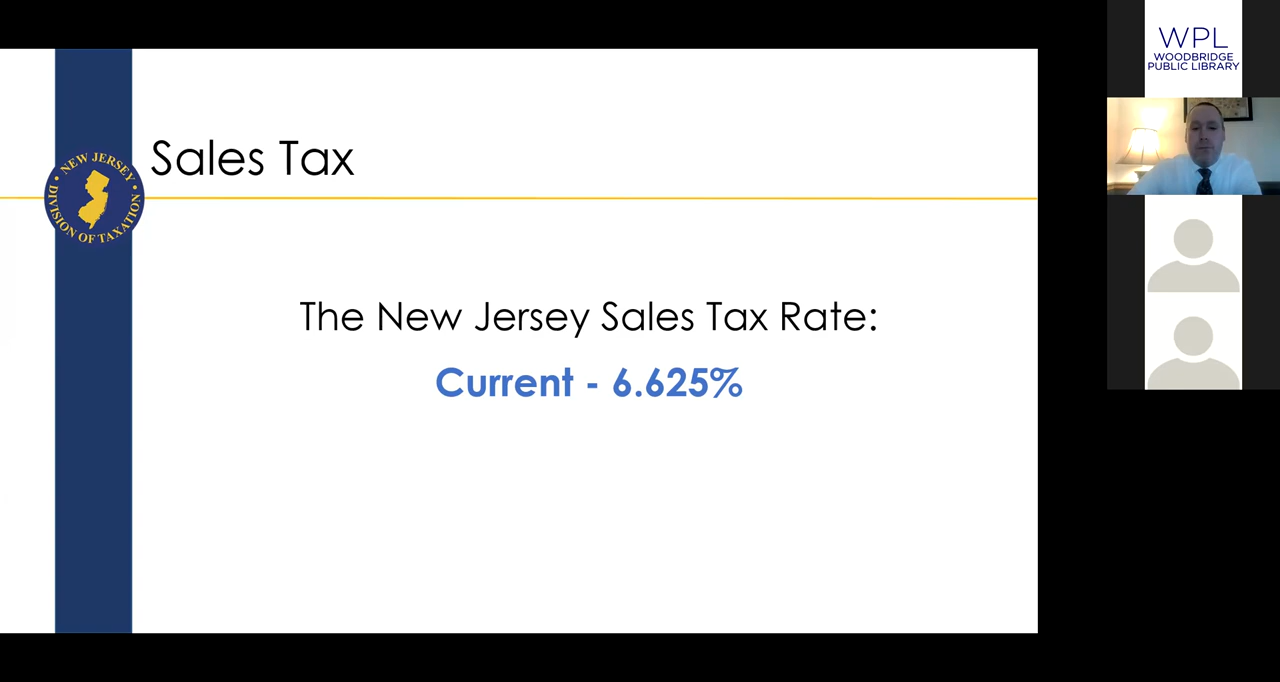 Sales Tax
NEW JERSEY
DIVISION OF TAXATION
The New Jersey Sales Tax Rate:
Current - 6.625%
WPL
WOODBRIDGE
PUBLIC LIBRARY